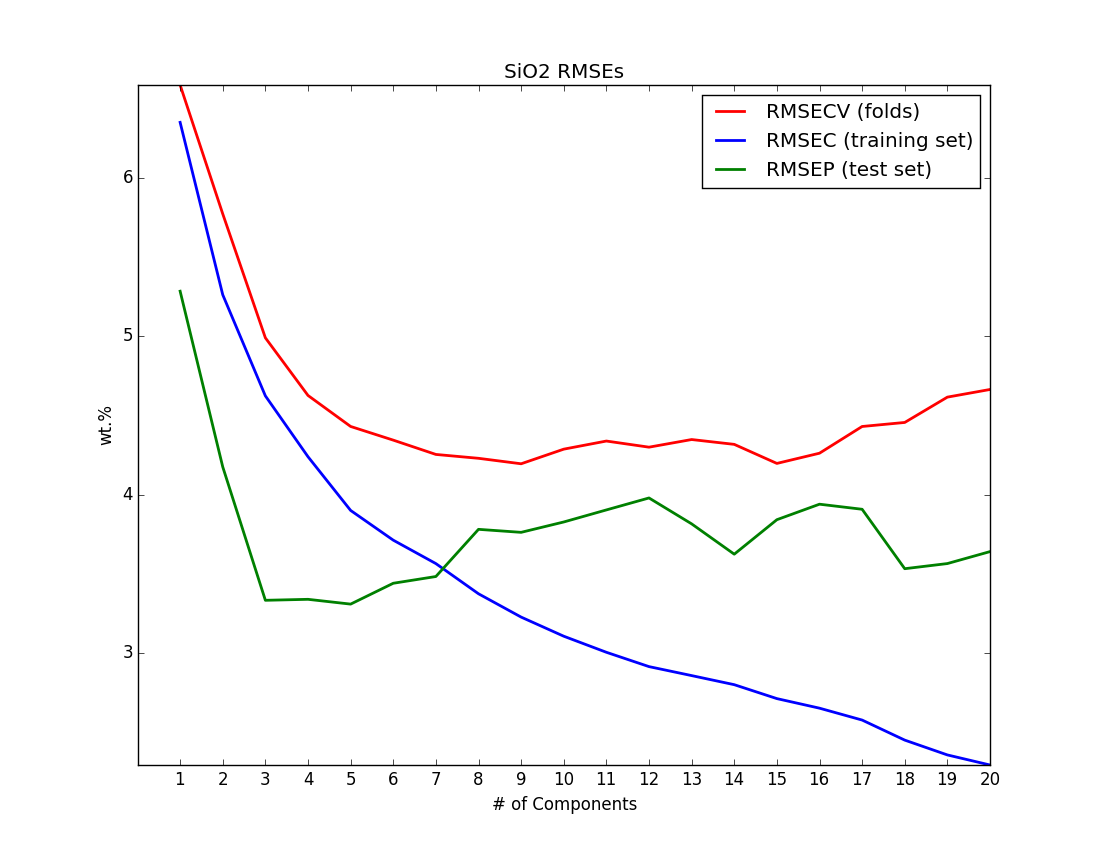 SiO2 RMSEs
RMSECV (folds)
RMSEC (training set)
RMSEP (test set)
6
5
4
3
wt.%
1 2 3 4 5 6 7 8 9 10 11 12 13 14 15 16 17 18 19 20
# of Components